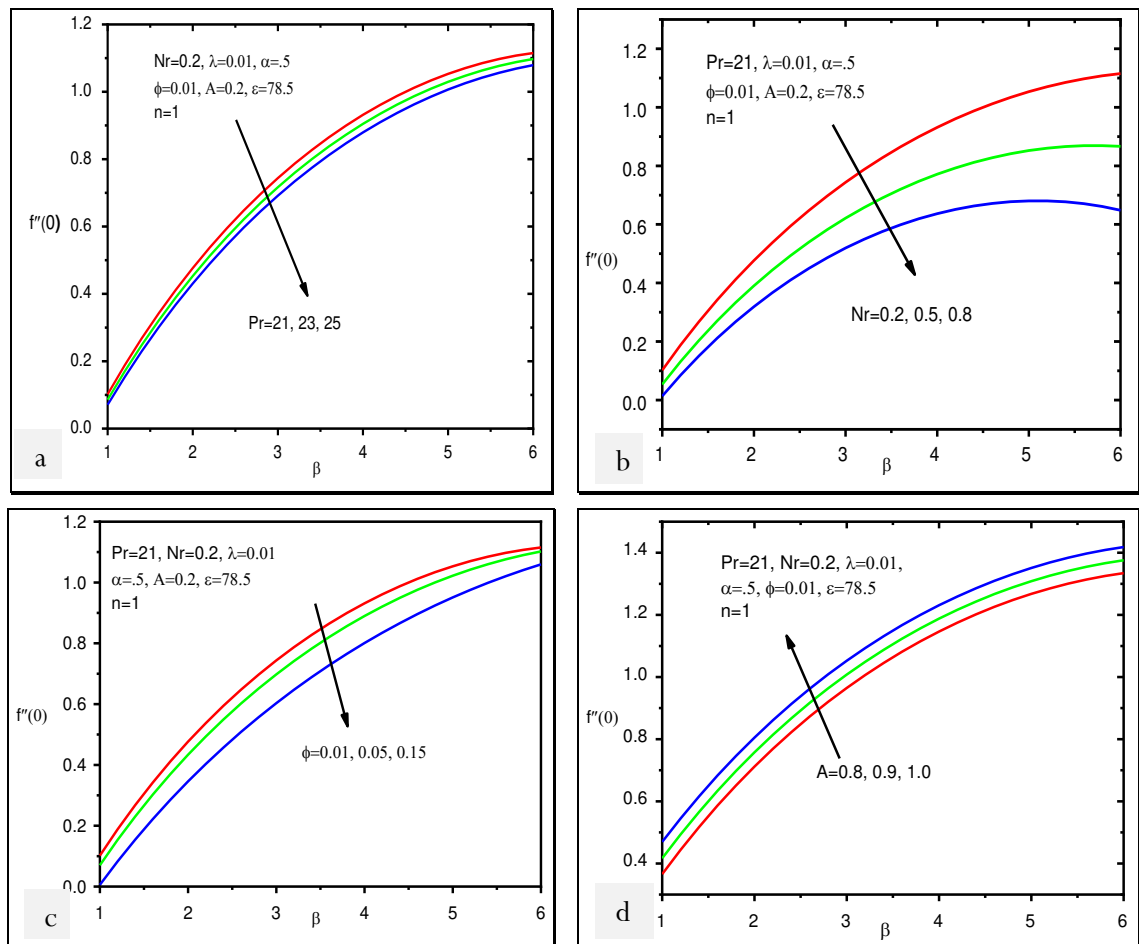 1.2
1.0
0.8
0.6
0.4
0.2
0.0
f''(0)
Nr=0.2, λ=0.01, α=.5
ϕ=0.01, A=0.2, ε=78.5
n=1
Pr=21, 23, 25
1 2 3 4 5 6
β
a
1.2
1.0
0.8
0.6
0.4
0.2
0.0
f''(0)
Pr=21, λ=0.01, α=.5
ϕ=0.01, A=0.2, ε=78.5
n=1
Nr=0.2, 0.5, 0.8
1 2 3 4 5 6
β
b
1.2
1.0
0.8
0.6
0.4
0.2
0.0
f''(0)
Pr=21, Nr=0.2, λ=0.01
α=.5, A=0.2, ε=78.5
n=1
ϕ=0.01, 0.05, 0.15
1 2 3 4 5 6
β
c
1.4
1.2
1.0
0.8
0.6
0.4
f''(0)
Pr=21, Nr=0.2, λ=0.01,
α=.5, ϕ=0.01, ε=78.5
n=1
A=0.8, 0.9, 1.0
1 2 3 4 5 6
β
d